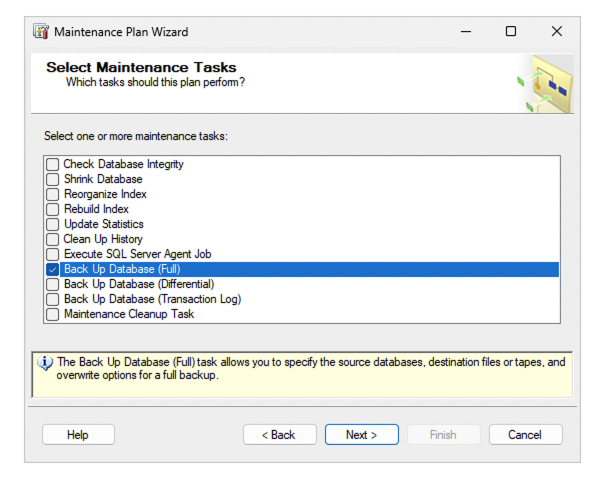 Maintenance Plan Wizard
Select Maintenance Tasks
Which tasks should this plan perform?
Select one or more maintenance tasks:
Check Database Integrity
Shrink Database
Reorganize Index
Rebuild Index
Update Statistics
Clean Up History
Execute SQL Server Agent Job
Back Up Database (Full)
Back Up Database (Differential)
Back Up Database (Transaction Log)
Maintenance Cleanup Task
The Back Up Database (Full) task allows you to specify the source databases, destination files or tapes, and
overwrite options for a full backup.
Help < Back Next > Finish Cancel